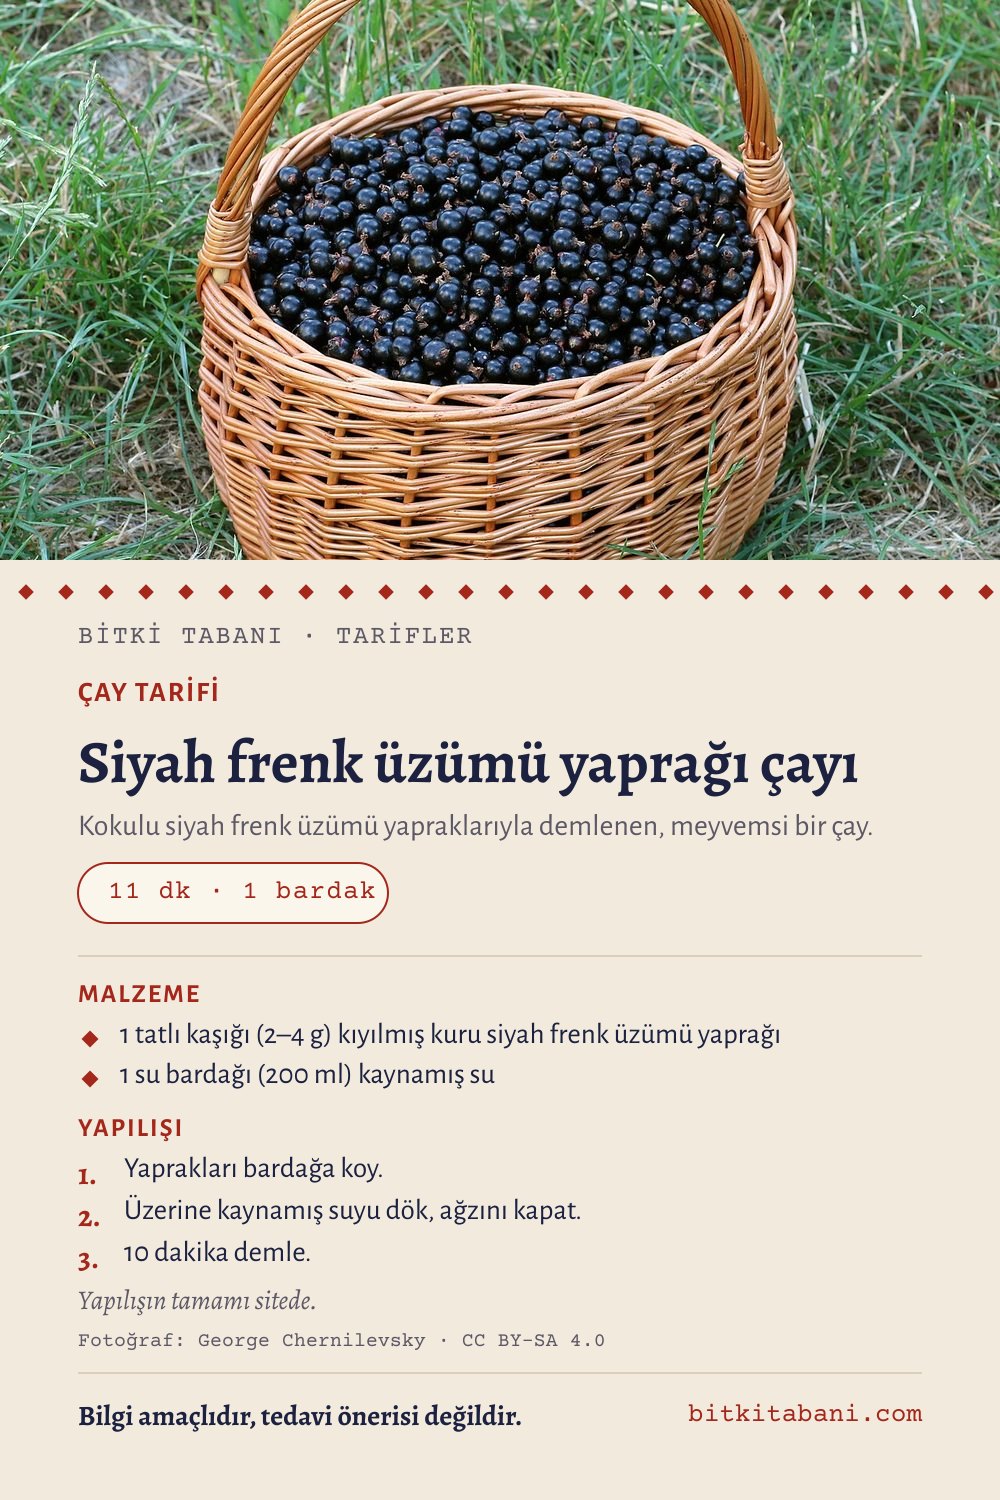 BİTKİ TABANI · TARİFLER
ÇAY TARİFİ
Siyah frenk üzümü yaprağı çayı
Kokulu siyah frenk üzümü yapraklarıyla demlenen, meyvemsi bir çay.
11 dk · 1 bardak
MALZEME
◆ 1 tatlı kaşığı (2–4 g) kıyılmış kuru siyah frenk üzümü yaprağı
◆ 1 su bardağı (200 ml) kaynamış su
YAPILIŞI
1. Yaprakları bardağa koy.
2. Üzerine kaynamış suyu dök, ağzını kapat.
3. 10 dakika demle.
Yapılışın tamamı sitede.
Fotoğraf: George Chernilevsky · CC BY-SA 4.0
Bilgi amaçlıdır, tedavi önerisi değildir.
bitkitabani.com